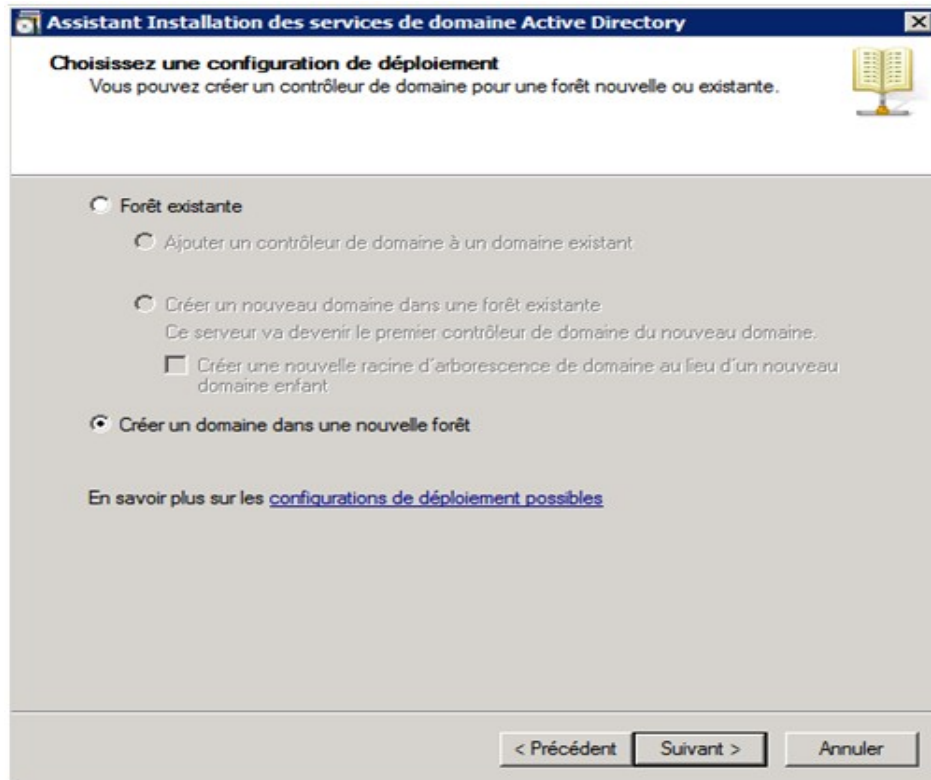 Assistant Installation des services de domaine Active Directory
Choisissez une configuration de déploiement
Vous pouvez créer un contrôleur de domaine pour une forêt nouvelle ou existante.
Forêt existante
Ajouter un contrôleur de domaine à un domaine existant
Créer un nouveau domaine dans une forêt existante
Ce serveur va devenir le premier contrôleur de domaine du nouveau domaine.
Créer une nouvelle racine d'arborescence de domaine au lieu d'un nouveau
domaine enfant
Créer un domaine dans une nouvelle forêt
En savoir plus sur les configurations de déploiement possibles
< Précédent
Suivant >
Annuler